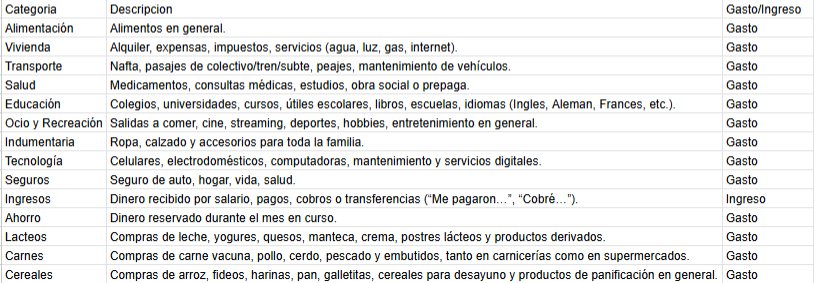 Categoria Descripcion Gasto/Ingreso
Alimentación Alimentos en general. Gasto
Vivienda Alquiler, expensas, impuestos, servicios (agua, luz, gas, internet). Gasto
Transporte Nafta, pasajes de colectivo/tren/subte, peajes, mantenimiento de vehículos. Gasto
Salud Medicamentos, consultas médicas, estudios, obra social o prepaga. Gasto
Educación Colegios, universidades, cursos, útiles escolares, libros, escuelas, idiomas (Ingles, Aleman, Frances, etc.). Gasto
Ocio y Recreación Salidas a comer, cine, streaming, deportes, hobbies, entretenimiento en general. Gasto
Indumentaria Ropa, calzado y accesorios para toda la familia. Gasto
Tecnología Celulares, electrodomésticos, computadoras, mantenimiento y servicios digitales. Gasto
Seguros Seguro de auto, hogar, vida, salud. Gasto
Ingresos Dinero recibido por salario, pagos, cobros o transferencias (“Me pagaron…”, “Cobré…”). Ingreso
Ahorro Dinero reservado durante el mes en curso. Gasto
Lacteos Compras de leche, yogures, quesos, manteca, crema, postres lácteos y productos derivados. Gasto
Carnes Compras de carne vacuna, pollo, cerdo, pescado y embutidos, tanto en carnicerías como en supermercados. Gasto
Cereales Compras de arroz, fideos, harinas, pan, galletitas, cereales para desayuno y productos de panificación en general. Gasto